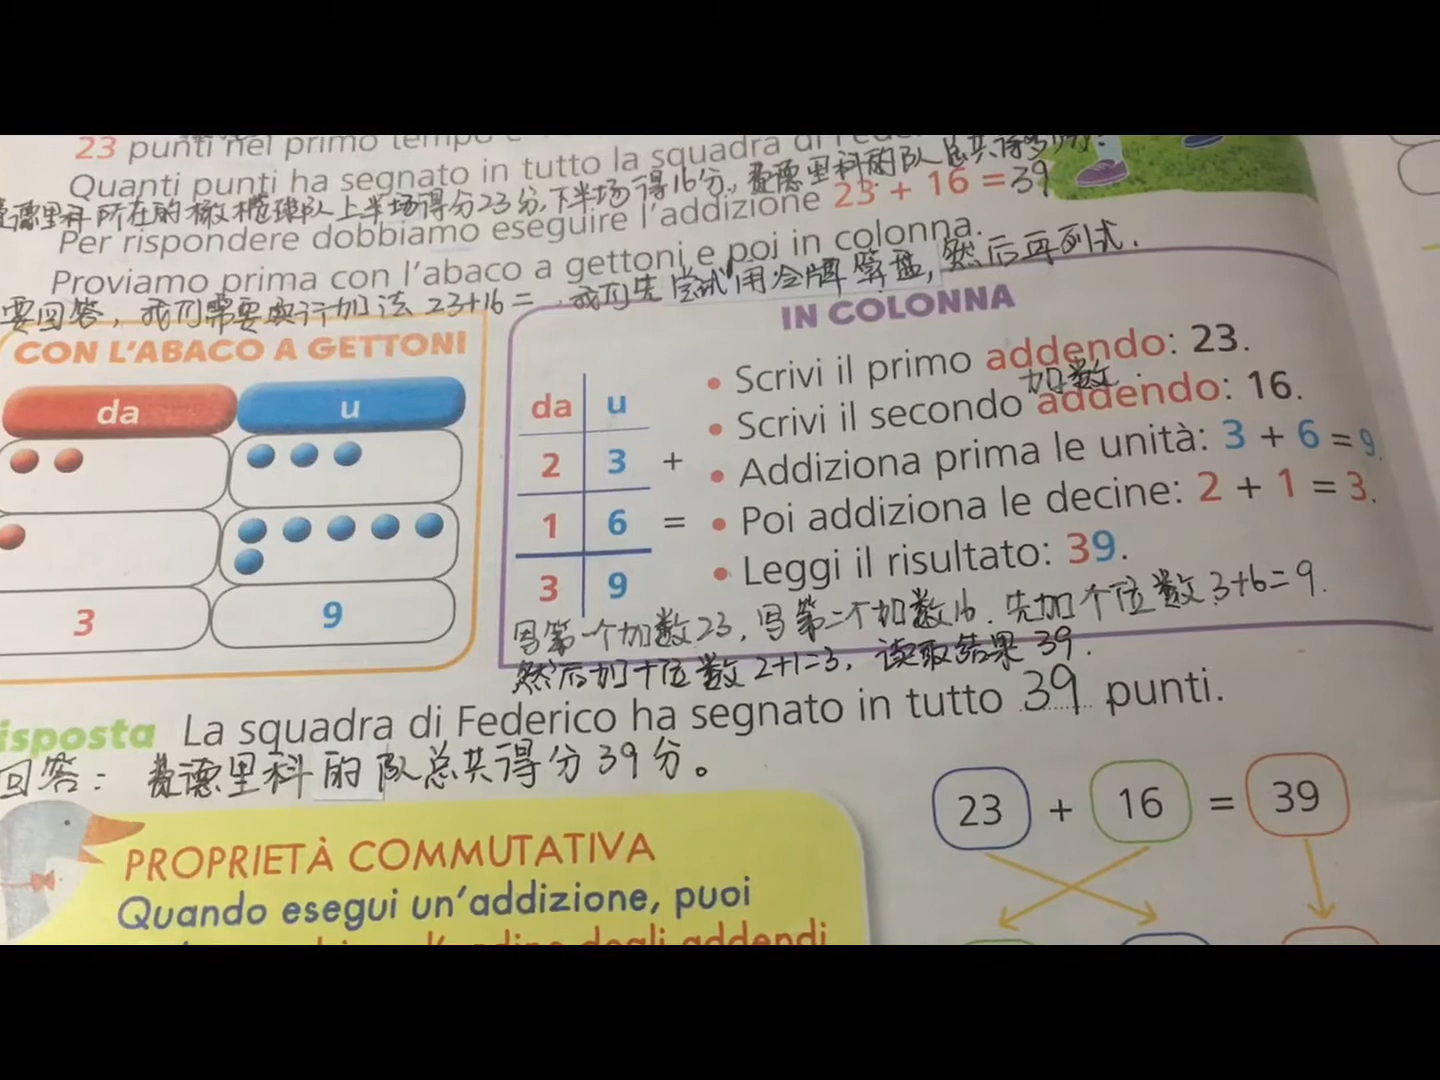 23 punti nel primo tempo e
Quanti punti ha segnato in tutto la squadra di
德里科所在的橄榄球队上半场得分23分,下半场得16分,费德里科的队总共得多少分?
Per rispondere dobbiamo eseguire l'addizione 23 + 16 = 39
Proviamo prima con l'abaco a gettoni e poi in colonna.
要回答,我们需要执行加法 23+16= .我们先尝试用令牌算盘,然后再列式.
CON L'ABACO A GETTONI
da u
3 9
IN COLONNA
da u
2 3 +
1 6 =
3 9
• Scrivi il primo addendo: 23.
加数
• Scrivi il secondo addendo: 16.
• Addiziona prima le unità: 3 + 6 = 9.
• Poi addiziona le decine: 2 + 1 = 3.
• Leggi il risultato: 39.
写第一个加数23,写第二个加数16.先加个位数3+6=9.
然后加十位数2+1=3,读取结果39.
isposta La squadra di Federico ha segnato in tutto 39 punti.
回答:费德里科的队总共得分39分。
23 + 16 = 39
PROPRIETÀ COMMUTATIVA
Quando esegui un'addizione, puoi
l'ordine degli addendi